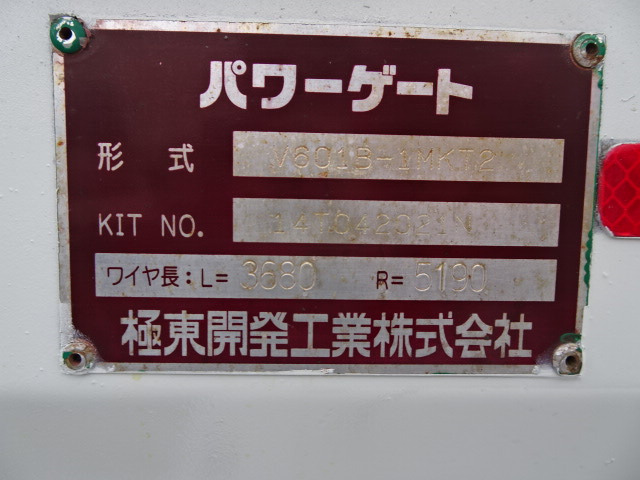 パワーゲート
形式 V601B-1MKT2
KIT NO.
ワイヤ長:L= 3680 R= 5190
極東開発工業株式会社